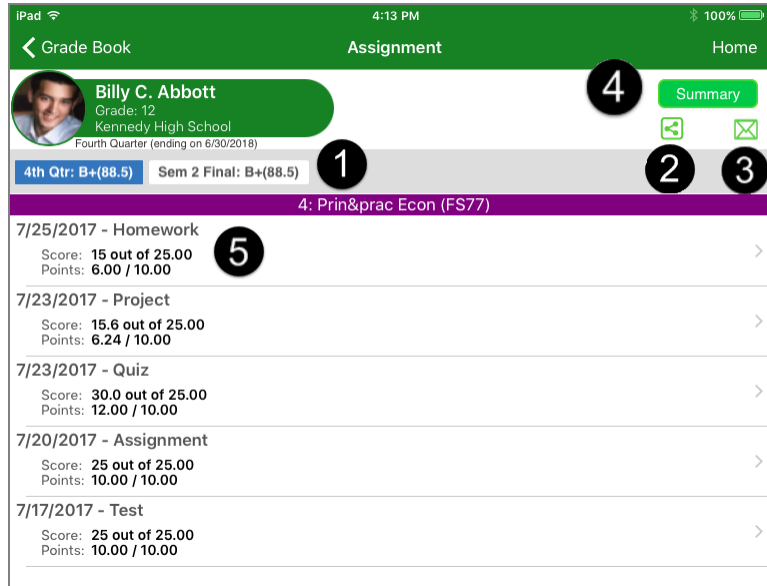 iPad 4:13 PM 100%
Grade Book Assignment Home
Billy C. Abbott
Grade: 12
Kennedy High School
Fourth Quarter (ending on 6/30/2018)
4 Summary
4th Qtr: B+(88.5) Sem 2 Final: B+(88.5) 1 2 3
4: Prin&prac Econ (FS77)
7/25/2017 - Homework
Score: 15 out of 25.00 5
Points: 6.00 / 10.00
7/23/2017 - Project
Score: 15.6 out of 25.00
Points: 6.24 / 10.00
7/23/2017 - Quiz
Score: 30.0 out of 25.00
Points: 12.00 / 10.00
7/20/2017 - Assignment
Score: 25 out of 25.00
Points: 10.00 / 10.00
7/17/2017 - Test
Score: 25 out of 25.00
Points: 10.00 / 10.00